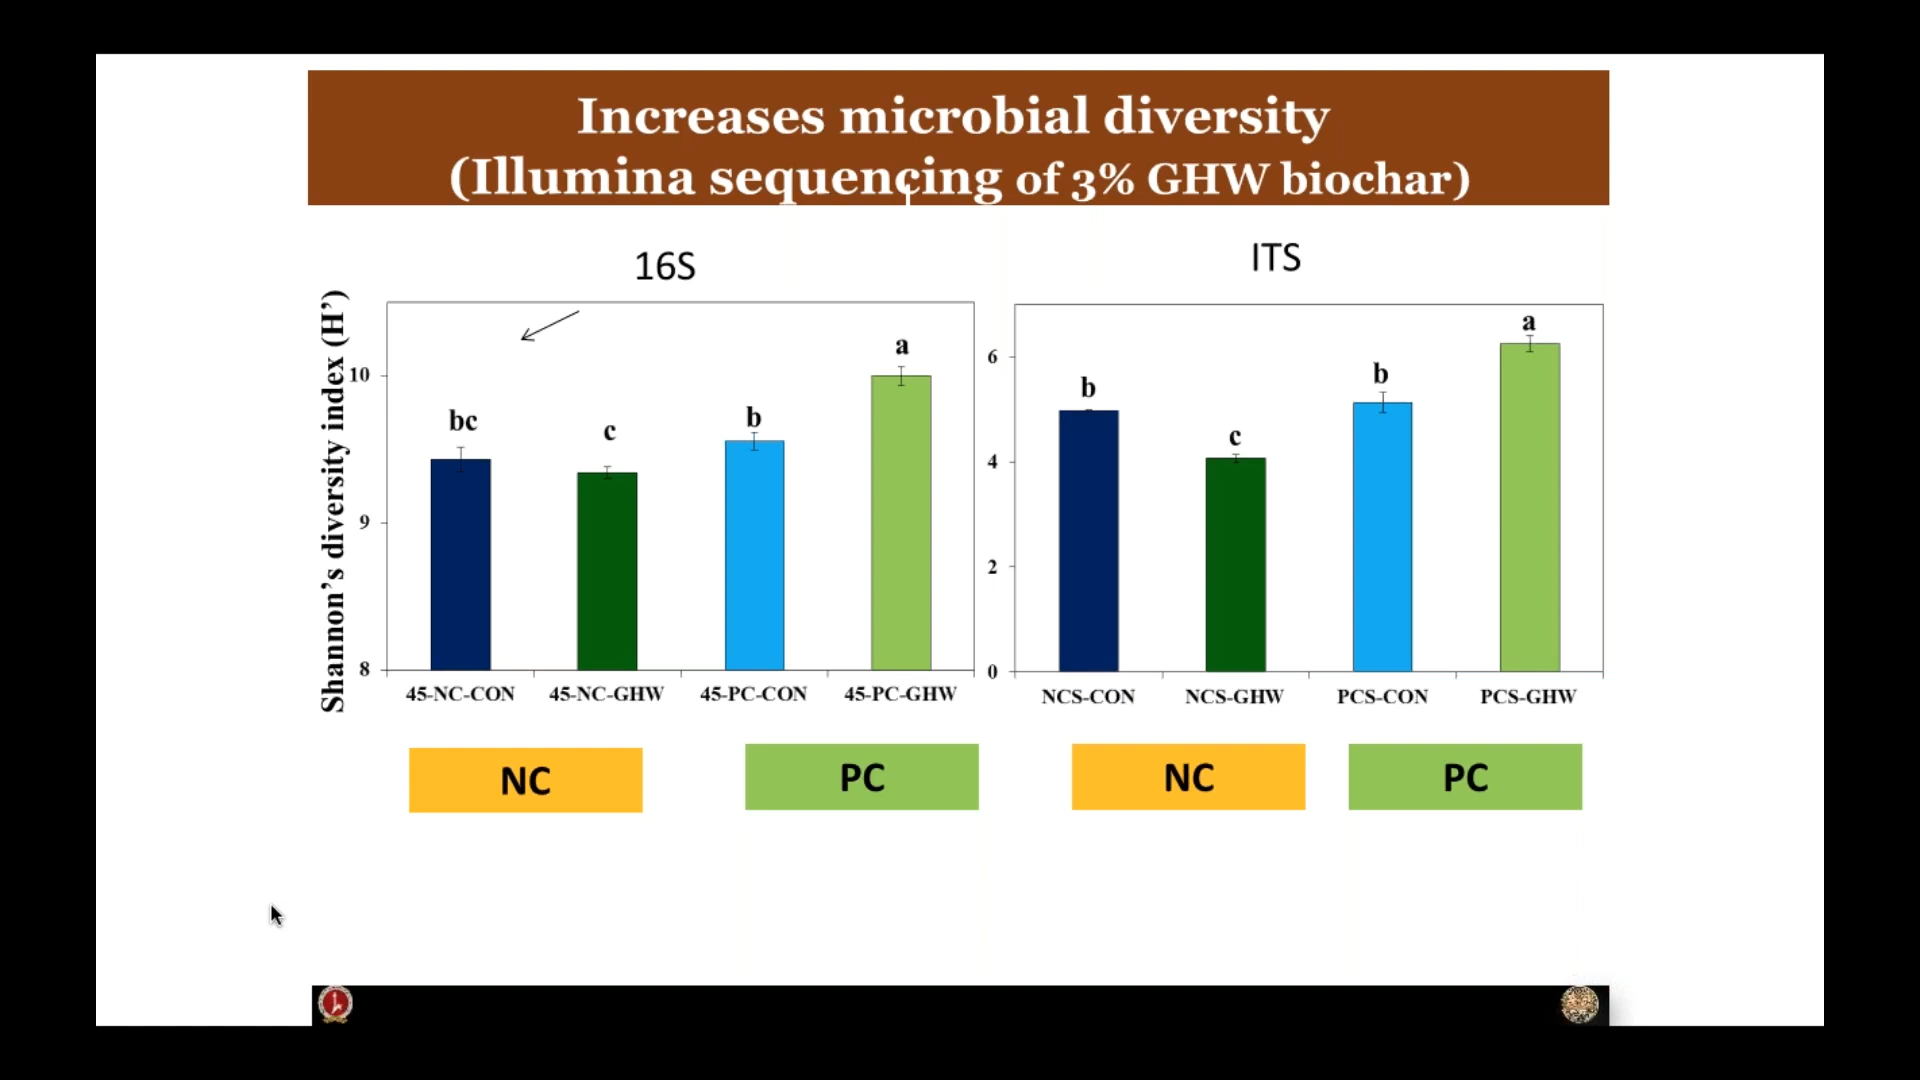 Increases microbial diversity
(Illumina sequencing of 3% GHW biochar)
16S
Shannon’s diversity index (H’)
10
9
8
bc
c
b
a
45-NC-CON
45-NC-GHW
45-PC-CON
45-PC-GHW
NC
PC
ITS
6
4
2
0
b
c
b
a
NCS-CON
NCS-GHW
PCS-CON
PCS-GHW
NC
PC